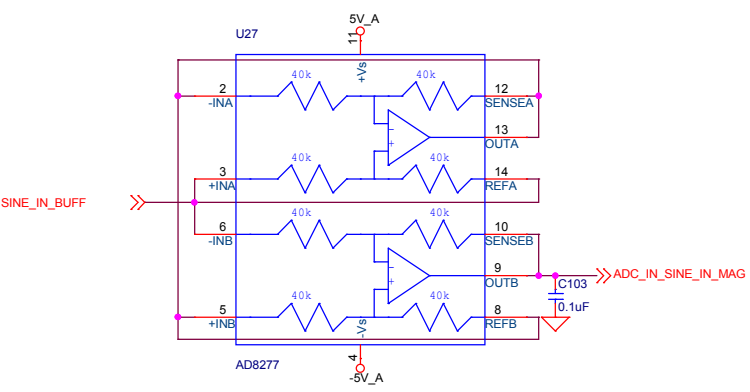 5V_A
U27
11
+Vs
40k
40k
2
-INA
12
SENSEA
13
OUTA
40k
40k
3
+INA
14
REFA
SINE_IN_BUFF
40k
40k
6
-INB
10
SENSEB
9
OUTB
ADC_IN_SINE_IN_MAG
C103
0.1uF
40k
40k
5
+INB
8
REFB
-Vs
4
AD8277
-5V_A